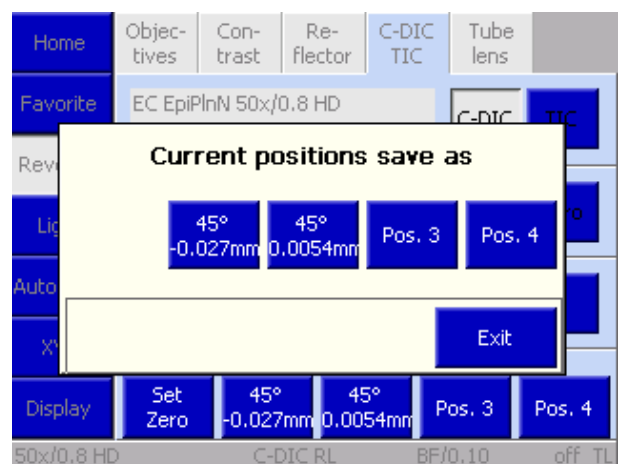 Home
Objec-
tives
Con-
trast
Re-
flector
C-DIC
TIC
Tube
lens
Favorite
EC EpiPlnN 50x/0.8 HD
C-DIC
TIC
Current positions save as
45°
-0.027mm
45°
0.0054mm
Pos. 3
Pos. 4
Exit
Display
Set
Zero
45°
-0.027mm
45°
0.0054mm
Pos. 3
Pos. 4
50x/0.8 HD
C-DIC RL
BF/0.10
off TL